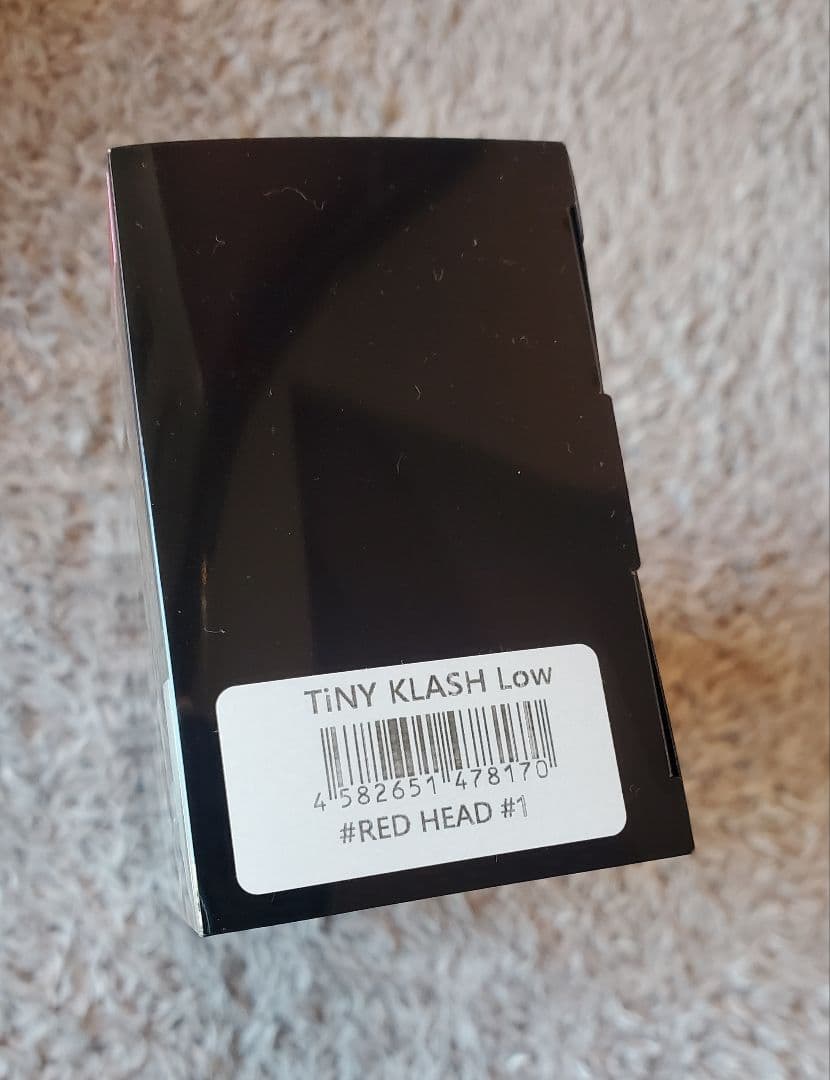 TiNY KLASH Low
4 582651 478170
#RED HEAD #1